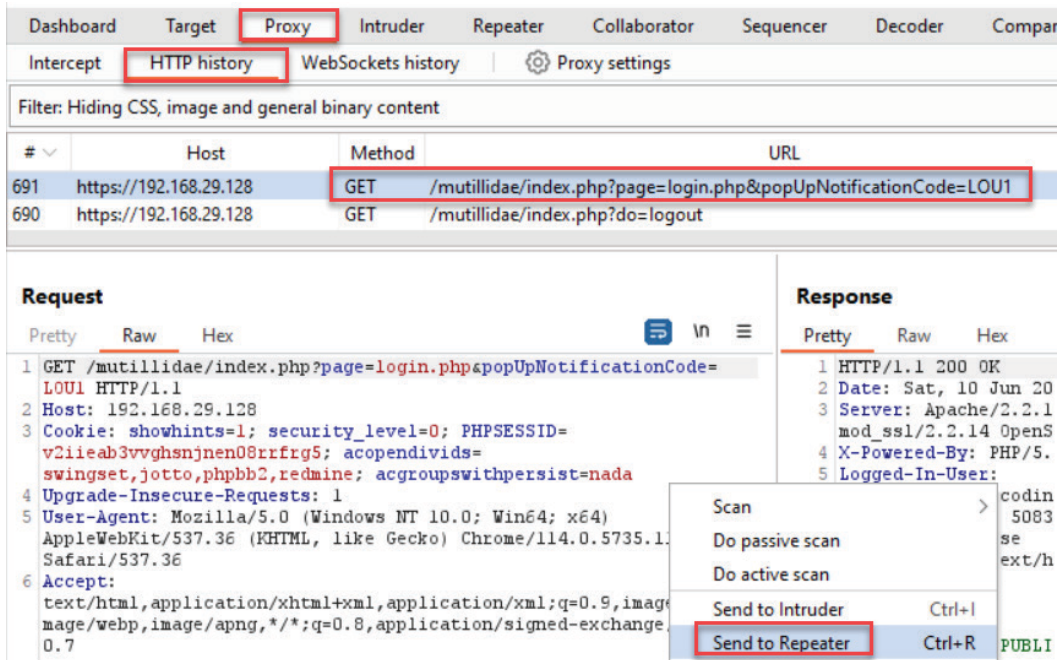 Dashboard Target Proxy Intruder Repeater Collaborator Sequencer Decoder Compar
Intercept HTTP history WebSockets history Proxy settings
Filter: Hiding CSS, image and general binary content
# Host Method URL
691 https://192.168.29.128 GET /mutillidae/index.php?page=login.php&popUpNotificationCode=LOU1
690 https://192.168.29.128 GET /mutillidae/index.php?do=logout
Request
Pretty Raw Hex \n
1 GET /mutillidae/index.php?page=login.php&popUpNotificationCode=
LOU1 HTTP/1.1
2 Host: 192.168.29.128
3 Cookie: showhints=1; security_level=0; PHPSESSID=
v2iieab3vvghsnjnen08rrfrg5; acopendivids=
swingset,jotto,phpbb2,redmine; acgroupswithpersist=nada
4 Upgrade-Insecure-Requests: 1
5 User-Agent: Mozilla/5.0 (Windows NT 10.0; Win64; x64)
AppleWebKit/537.36 (KHTML, like Gecko) Chrome/114.0.5735.1
Safari/537.36
6 Accept:
text/html,application/xhtml+xml,application/xml;q=0.9,image
mage/webp,image/apng,*/*;q=0.8,application/signed-exchange
0.7
Response
Pretty Raw Hex
1 HTTP/1.1 200 OK
2 Date: Sat, 10 Jun 20
3 Server: Apache/2.2.1
mod_ssl/2.2.14 OpenS
4 X-Powered-By: PHP/5.
5 Logged-In-User:
codin
5083
se
ext/h
PUBLI
Scan
Do passive scan
Do active scan
Send to Intruder Ctrl+I
Send to Repeater Ctrl+R